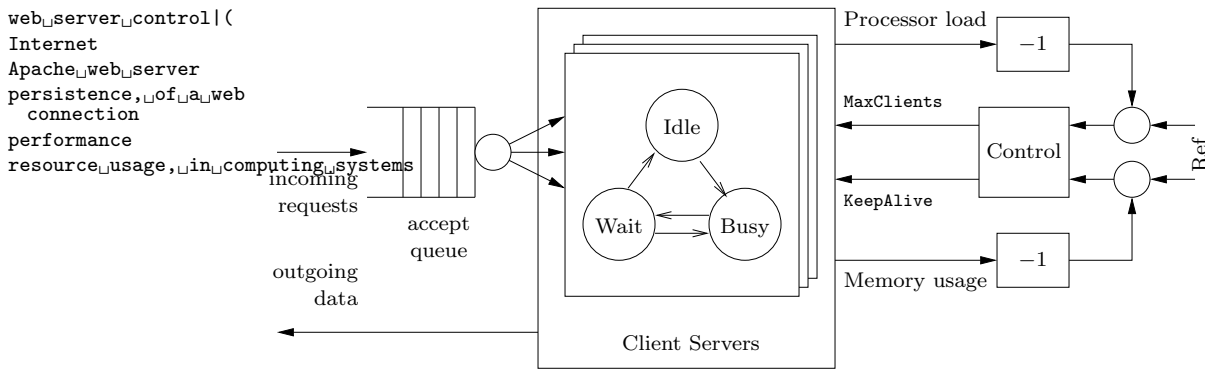 web␣server␣control|(
Internet
Apache␣web␣server
persistence,␣of␣a␣web
connection
performance
resource␣usage,␣in␣computing␣systems
incoming
requests
accept
queue
outgoing
data
Idle
Wait
Busy
Client Servers
Processor load
−1
MaxClients
Control
Ref
KeepAlive
−1
Memory usage